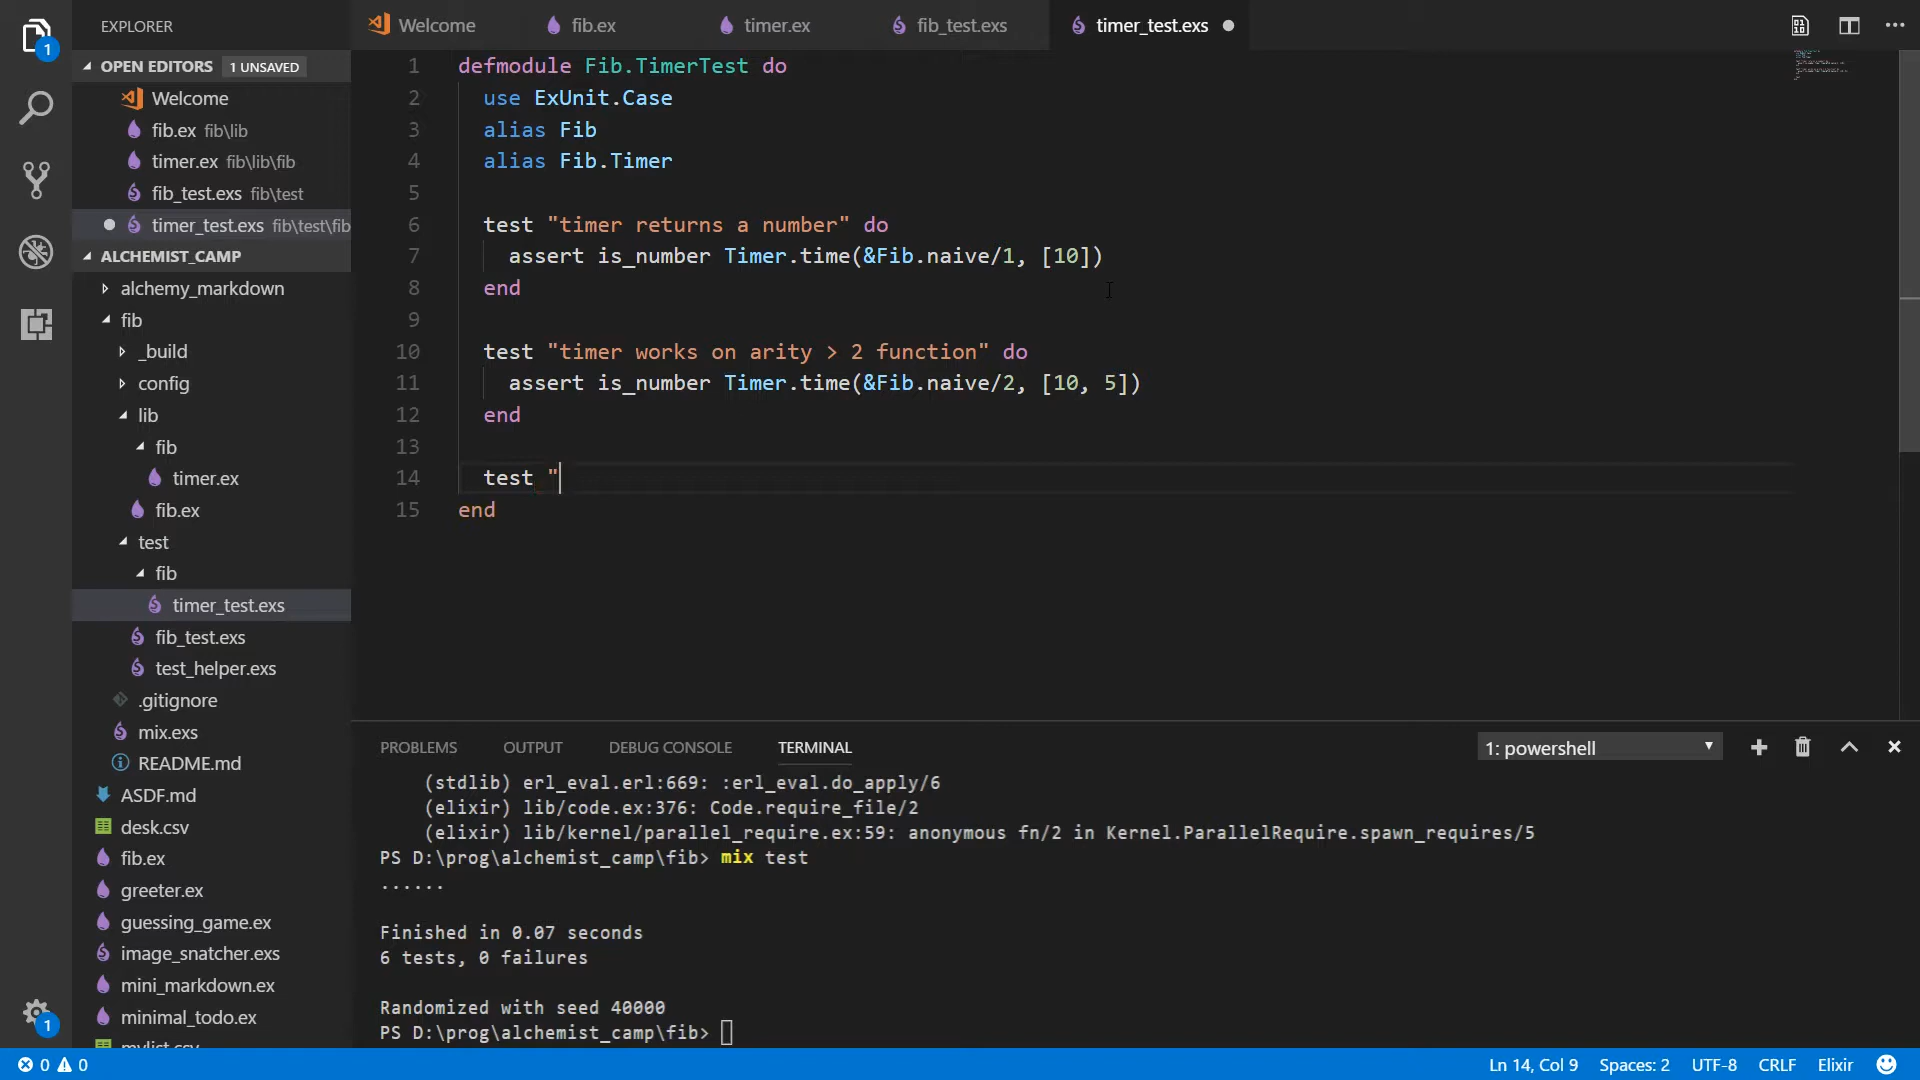 EXPLORER
Welcome
fib.ex
timer.ex
fib_test.exs
timer_test.exs
OPEN EDITORS 1 UNSAVED
Welcome
fib.ex fib\lib
timer.ex fib\lib\fib
fib_test.exs fib\test
timer_test.exs fib\test\fib
ALCHEMIST_CAMP
alchemy_markdown
fib
_build
config
lib
fib
timer.ex
fib.ex
test
fib
timer_test.exs
fib_test.exs
test_helper.exs
.gitignore
mix.exs
README.md
ASDF.md
desk.csv
fib.ex
greeter.ex
guessing_game.ex
image_snatcher.exs
mini_markdown.ex
minimal_todo.ex
mylist.csv
1
1
1 defmodule Fib.TimerTest do
2 use ExUnit.Case
3 alias Fib
4 alias Fib.Timer
5
6 test "timer returns a number" do
7 assert is_number Timer.time(&Fib.naive/1, [10])
8 end
9
10 test "timer works on arity > 2 function" do
11 assert is_number Timer.time(&Fib.naive/2, [10, 5])
12 end
13
14 test "
15 end
PROBLEMS OUTPUT DEBUG CONSOLE TERMINAL 1: powershell
(stdlib) erl_eval.erl:669: :erl_eval.do_apply/6
(elixir) lib/code.ex:376: Code.require_file/2
(elixir) lib/kernel/parallel_require.ex:59: anonymous fn/2 in Kernel.ParallelRequire.spawn_requires/5
PS D:\prog\alchemist_camp\fib> mix test
......
Finished in 0.07 seconds
6 tests, 0 failures
Randomized with seed 40000
PS D:\prog\alchemist_camp\fib>
0 0 Ln 14, Col 9 Spaces: 2 UTF-8 CRLF Elixir